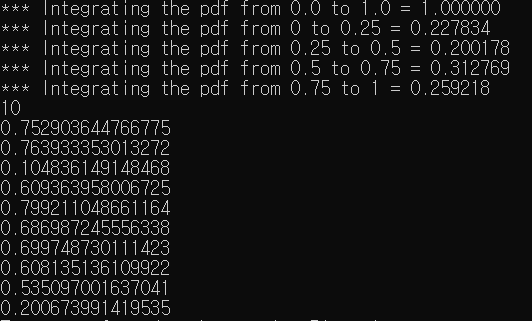 *** Integrating the pdf from 0.0 to 1.0 = 1.000000
*** Integrating the pdf from 0 to 0.25 = 0.227834
*** Integrating the pdf from 0.25 to 0.5 = 0.200178
*** Integrating the pdf from 0.5 to 0.75 = 0.312769
*** Integrating the pdf from 0.75 to 1 = 0.259218
10
0.752903644766775
0.763933353013272
0.104836149148468
0.609363958006725
0.799211048661164
0.686987245556338
0.699748730111423
0.608135136109922
0.535097001637041
0.200673991419535